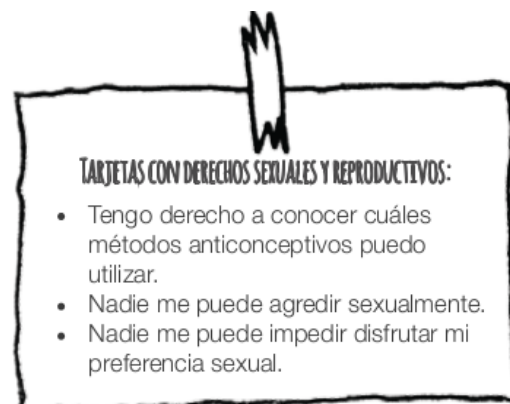 TARJETAS CON DERECHOS SEXUALES Y REPRODUCTIVOS:
• Tengo derecho a conocer cuáles
métodos anticonceptivos puedo
utilizar.
• Nadie me puede agredir sexualmente.
• Nadie me puede impedir disfrutar mi
preferencia sexual.